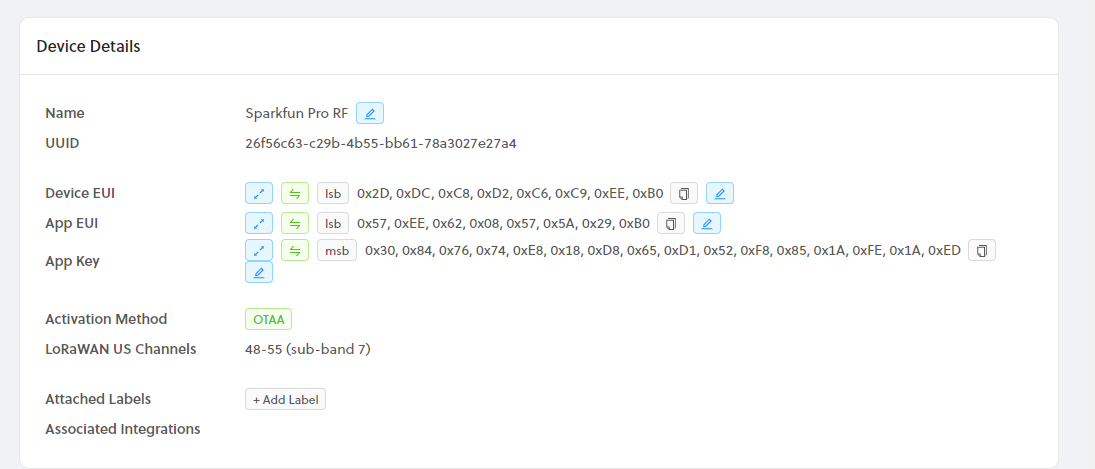 Device Details
Name Sparkfun Pro RF
UUID 26f56c63-c29b-4b55-bb61-78a3027e27a4
Device EUI lsb 0x2D, 0xDC, 0xC8, 0xD2, 0xC6, 0xC9, 0xEE, 0xB0
App EUI lsb 0x57, 0xEE, 0x62, 0x08, 0x57, 0x5A, 0x29, 0xB0
App Key msb 0x30, 0x84, 0x76, 0x74, 0xE8, 0x18, 0xD8, 0x65, 0xD1, 0x52, 0xF8, 0x85, 0x1A, 0xFE, 0x1A, 0xED
Activation Method OTAA
LoRaWAN US Channels 48-55 (sub-band 7)
Attached Labels + Add Label
Associated Integrations